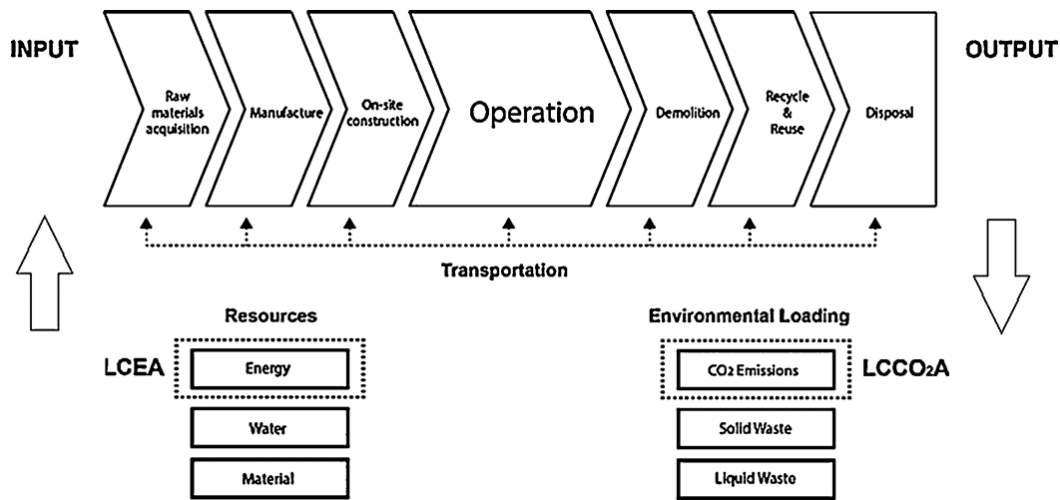 INPUT
OUTPUT
Raw
materials
acquisition
Manufacture
On-site
construction
Operation
Demolition
Recycle
&
Reuse
Disposal
Transportation
Resources
Environmental Loading
LCEA
Energy
CO₂ Emissions
LCCO₂A
Water
Solid Waste
Material
Liquid Waste